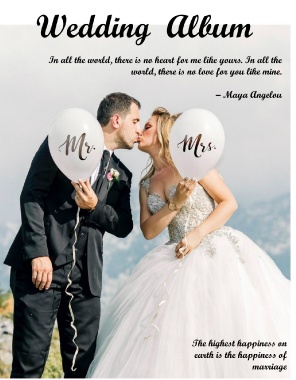 Wedding Album
In all the world, there is no heart for me like yours. In all the
world, there is no love for you like mine.
– Maya Angelou
Mr.
Mrs.
The highest happiness on
earth is the happiness of
marriage